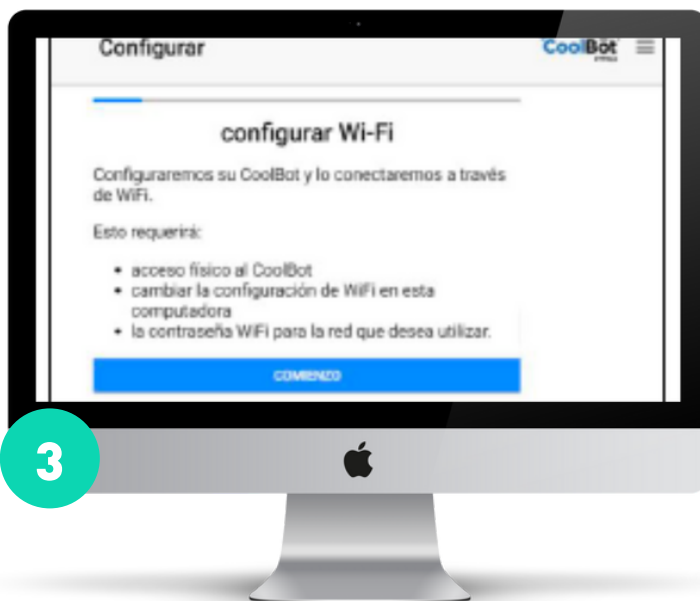 Configurar
CoolBot
configurar Wi-Fi
Configuraremos su CoolBot y lo conectaremos a través
de WiFi.
Esto requerirá:
• acceso físico al CoolBot
• cambiar la configuración de WiFi en esta
computadora
• la contraseña WiFi para la red que desea utilizar.
COMIENZO
3